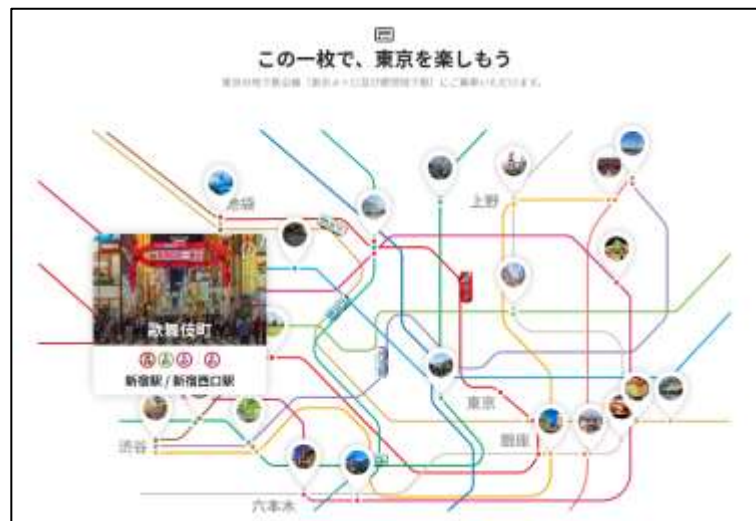 この一枚で、東京を楽しもう
池袋
上野
歌舞伎町
新宿駅 / 新宿西口駅
東京
銀座
渋谷
六本木